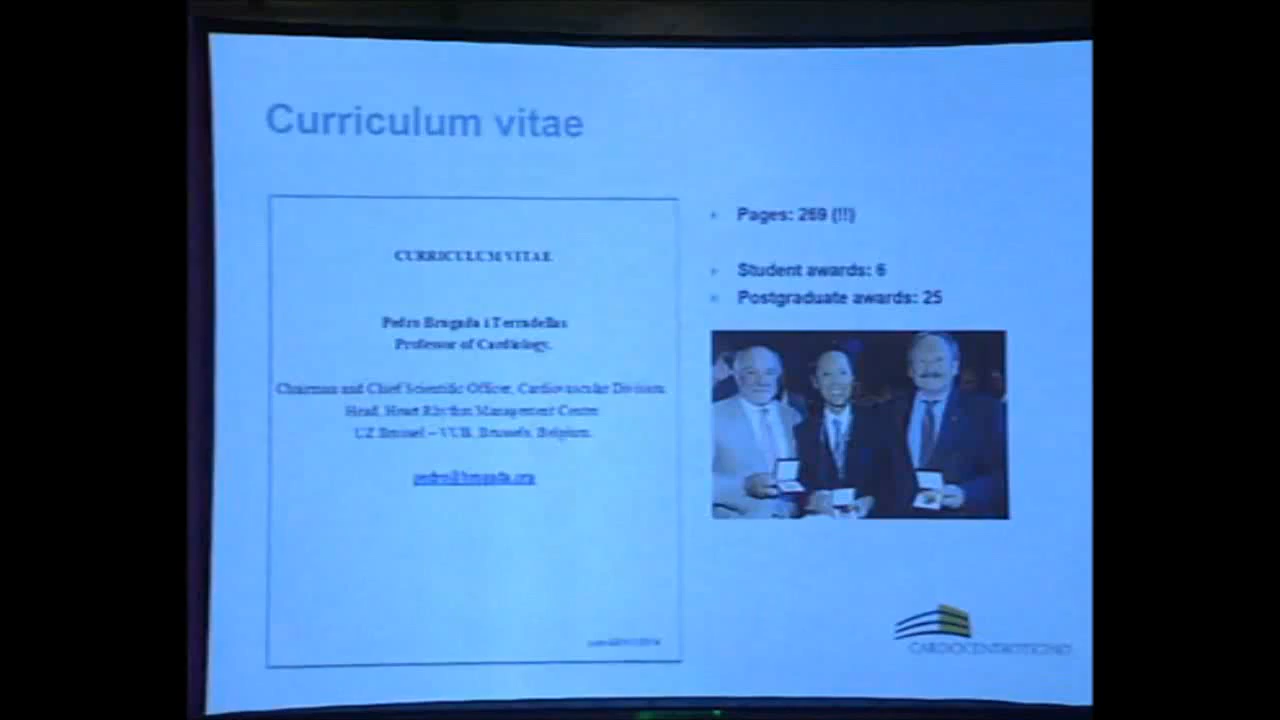 Curriculum vitae
CURRICULUM VITAE
Pedro Brugada i Terradellas
Professor of Cardiology.
Chairman and Chief Scientific Officer, Cardiovascular Division.
Head, Heart Rhythm Management Centre
UZ Brussel – VUB, Brussels, Belgium.
pedro@brugada.org
Pages: 269 (!!)
Student awards: 6
Postgraduate awards: 25
CARDIOCENTROTICINO